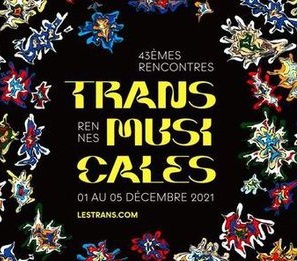 43ÈMES
RENCONTRES
TRANS
REN
NES
MUSI
CALES
01 AU 05 DÉCEMBRE 2021
LESTRANS.COM